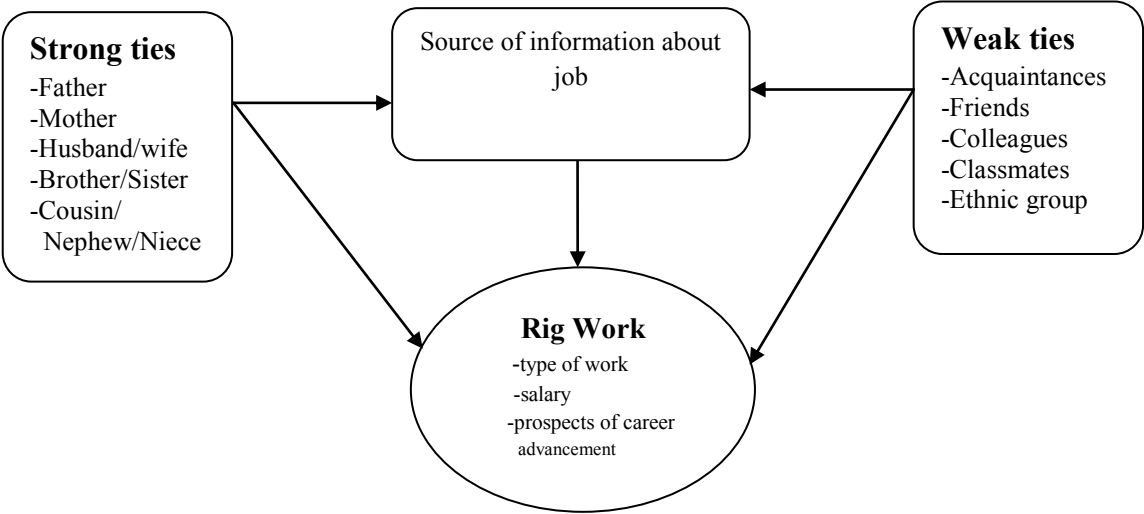 Strong ties
-Father
-Mother
-Husband/wife
-Brother/Sister
-Cousin/
Nephew/Niece
Source of information about
job
Weak ties
-Acquaintances
-Friends
-Colleagues
-Classmates
-Ethnic group
Rig Work
-type of work
-salary
-prospects of career
advancement